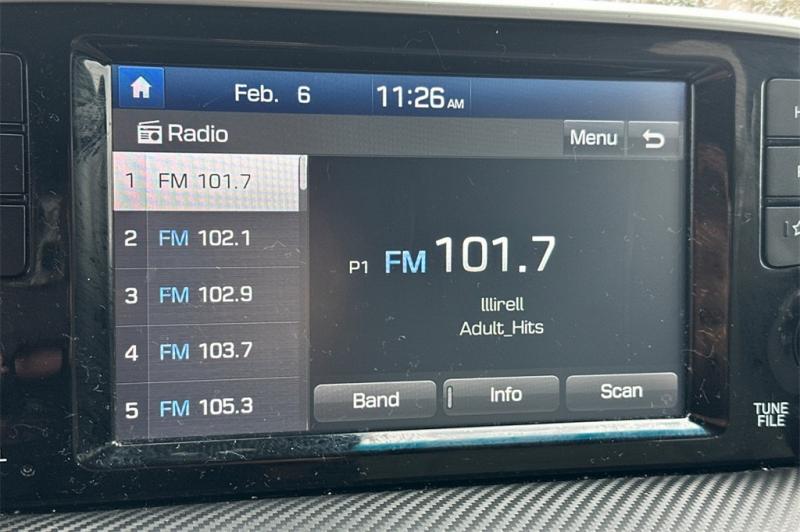 Feb. 6 11:26 AM
Radio Menu
1 FM 101.7
2 FM 102.1
3 FM 102.9
4 FM 103.7
5 FM 105.3
P1 FM 101.7
Adult_Hits
Band Info Scan
TUNE
FILE